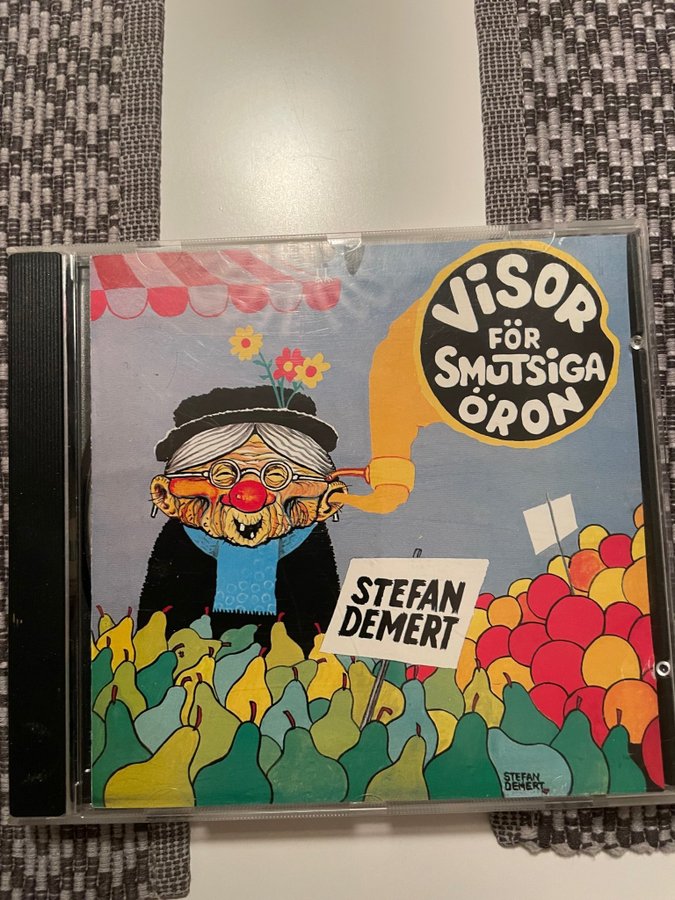 ViSOR
FÖR
SMUTSiGA
ÖRON
STEFAN
DEMERT
STEFAN
DEMERT